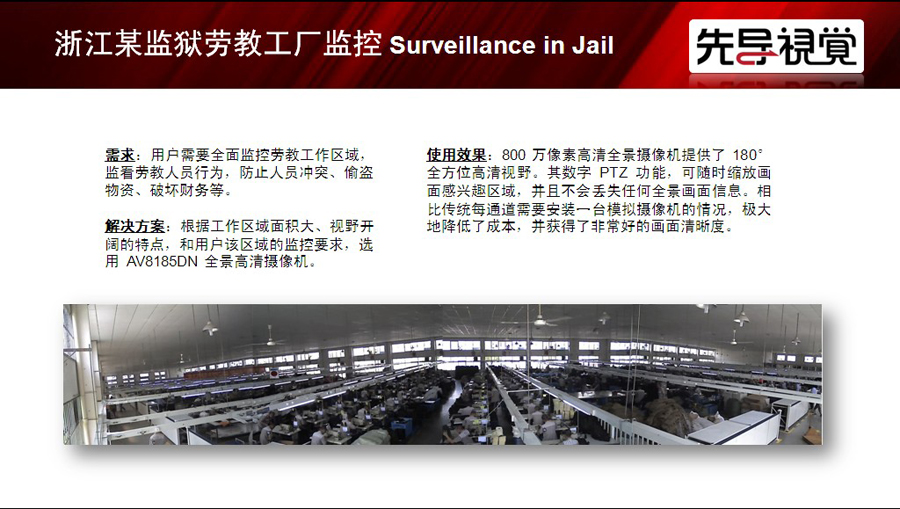 浙江某监狱劳教工厂监控 Surveillance in Jail
先导視覺
需求：用户需要全面监控劳教工作区域，
监看劳教人员行为，防止人员冲突、偷盗
物资、破坏财务等。
解决方案：根据工作区域面积大、视野开
阔的特点，和用户该区域的监控要求，选
用 AV8185DN 全景高清摄像机。
使用效果：800 万像素高清全景摄像机提供了 180°
全方位高清视野。其数字 PTZ 功能，可随时缩放画
面感兴趣区域，并且不会丢失任何全景画面信息。相
比传统每通道需要安装一台模拟摄像机的情况，极大
地降低了成本，并获得了非常好的画面清晰度。